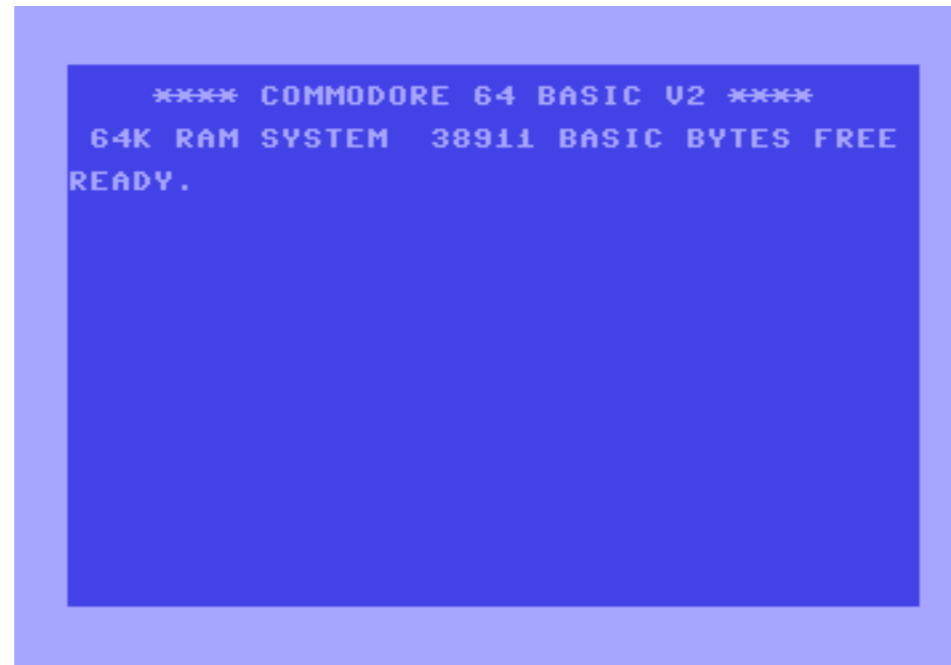 **** COMMODORE 64 BASIC V2 ****
64K RAM SYSTEM  38911 BASIC BYTES FREE
READY.